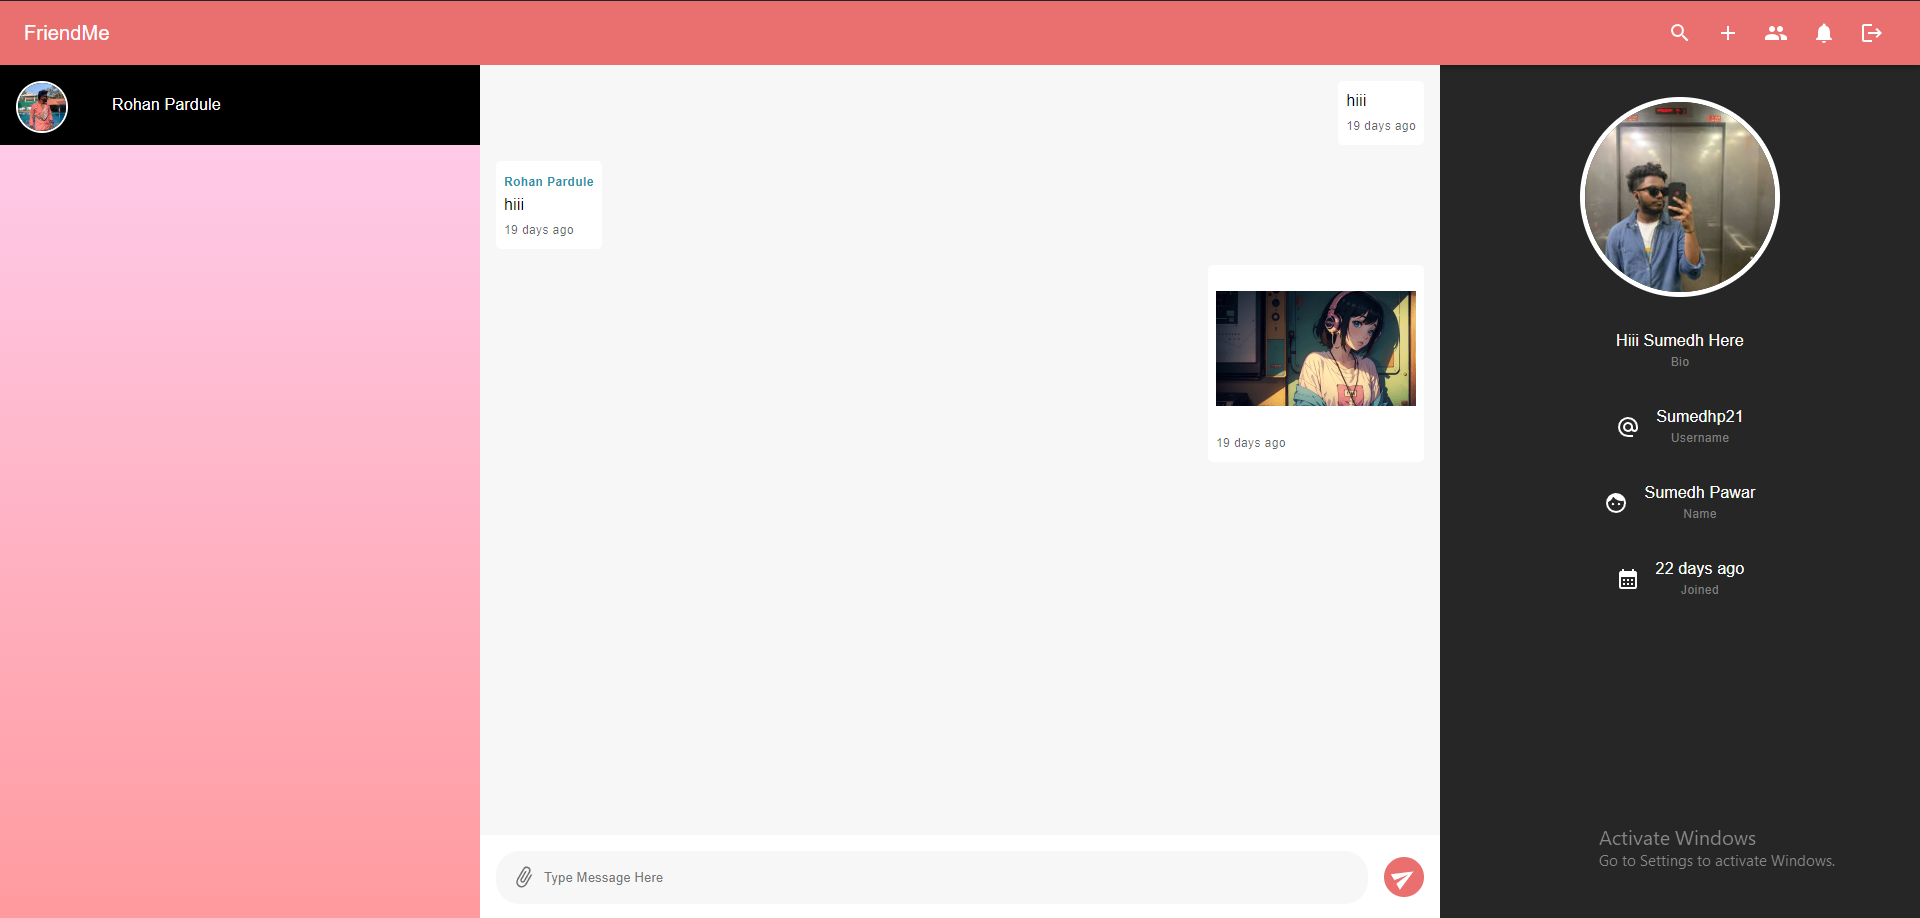 FriendMe
Rohan Pardule
hiii
19 days ago
Rohan Pardule
hiii
19 days ago
19 days ago
Type Message Here
Hiii Sumedh Here
Bio
Sumedhp21
Username
Sumedh Pawar
Name
22 days ago
Joined
Activate Windows
Go to Settings to activate Windows.